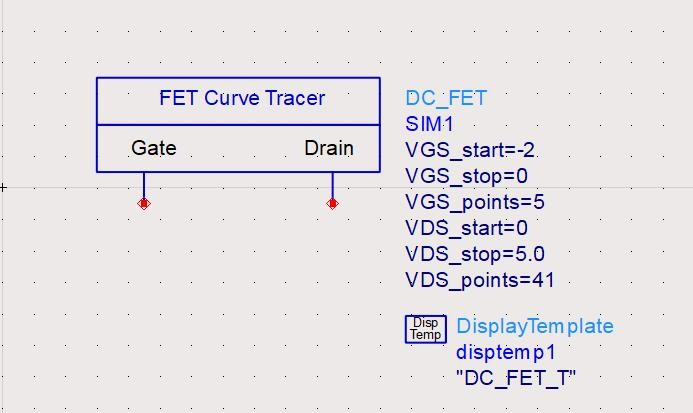 FET Curve Tracer
Gate
Drain
DC_FET
SIM1
VGS_start=-2
VGS_stop=0
VGS_points=5
VDS_start=0
VDS_stop=5.0
VDS_points=41
Disp
Temp
DisplayTemplate
disptemp1
"DC_FET_T"